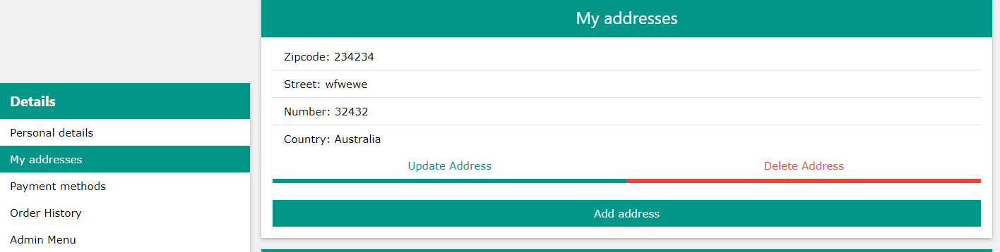 My addresses
Zipcode: 234234
Street: wfwewe
Number: 32432
Country: Australia
Update Address
Delete Address
Add address
Details
Personal details
My addresses
Payment methods
Order History
Admin Menu